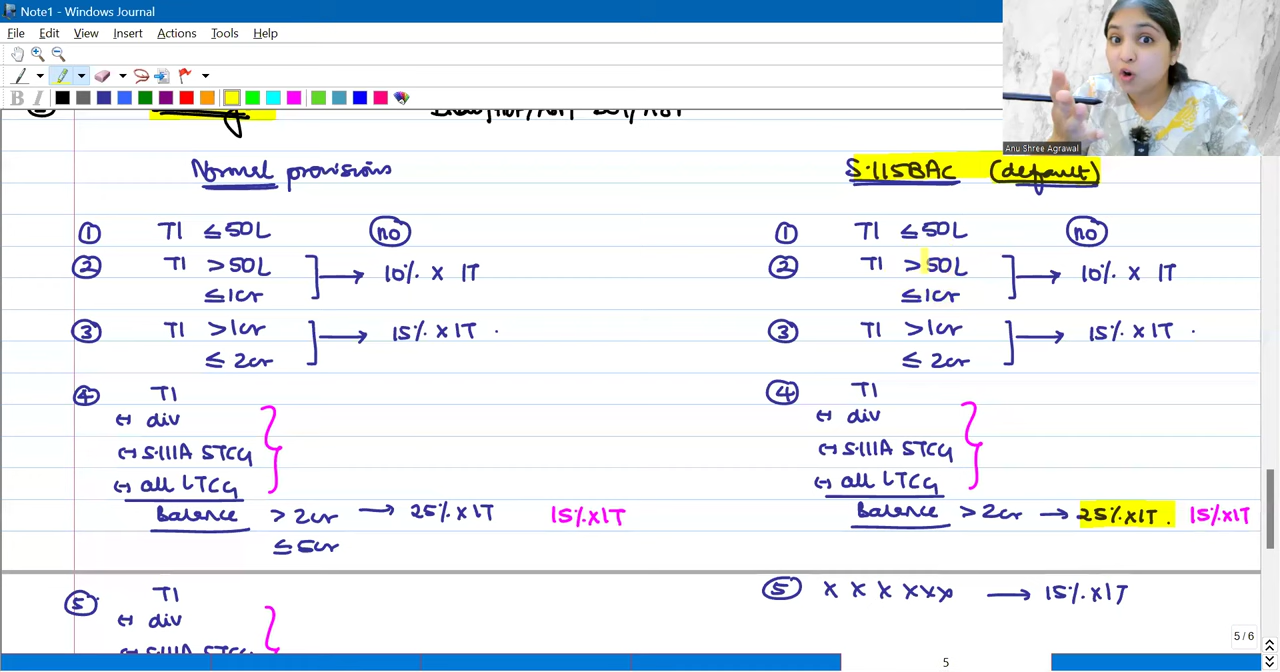 Note1 - Windows Journal
File Edit View Insert Actions Tools Help
B I
Anu Shree Agrawal
Normal provisions
① TI ≤ 50L no
② TI > 50L → 10% × IT
≤ 1cr
③ TI > 1cr → 15% × IT .
≤ 2cr
④ TI
(-) div
(-) S.111A STCG
(-) all LTCG
Balance > 2cr → 25% × IT 15% × IT
≤ 5cr
⑤ TI
(-) div
S.115BAC (default)
① TI ≤ 50L no
② TI > 50L → 10% × IT
≤ 1cr
③ TI > 1cr → 15% × IT .
≤ 2cr
④ TI
(-) div
(-) S.111A STCG
(-) all LTCG
Balance > 2cr → 25% × IT . 15% × IT
⑤ x x x x x x → 15% × IT
5 / 6
5